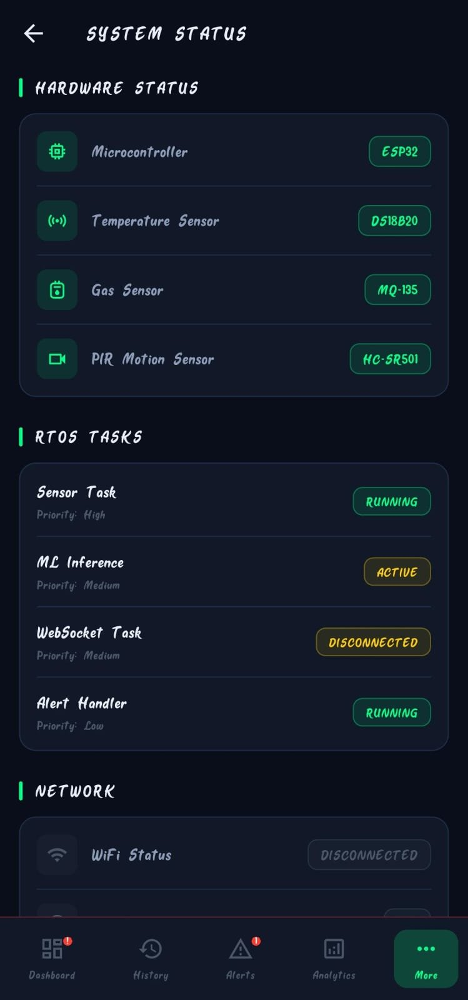 SYSTEM STATUS
HARDWARE STATUS
Microcontroller ESP32
Temperature Sensor DS18B20
Gas Sensor MQ-135
PIR Motion Sensor HC-SR501
RTOS TASKS
Sensor Task
Priority: High
RUNNING
ML Inference
Priority: Medium
ACTIVE
WebSocket Task
Priority: Medium
DISCONNECTED
Alert Handler
Priority: Low
RUNNING
NETWORK
WiFi Status DISCONNECTED
! !
Dashboard History Alerts Analytics More